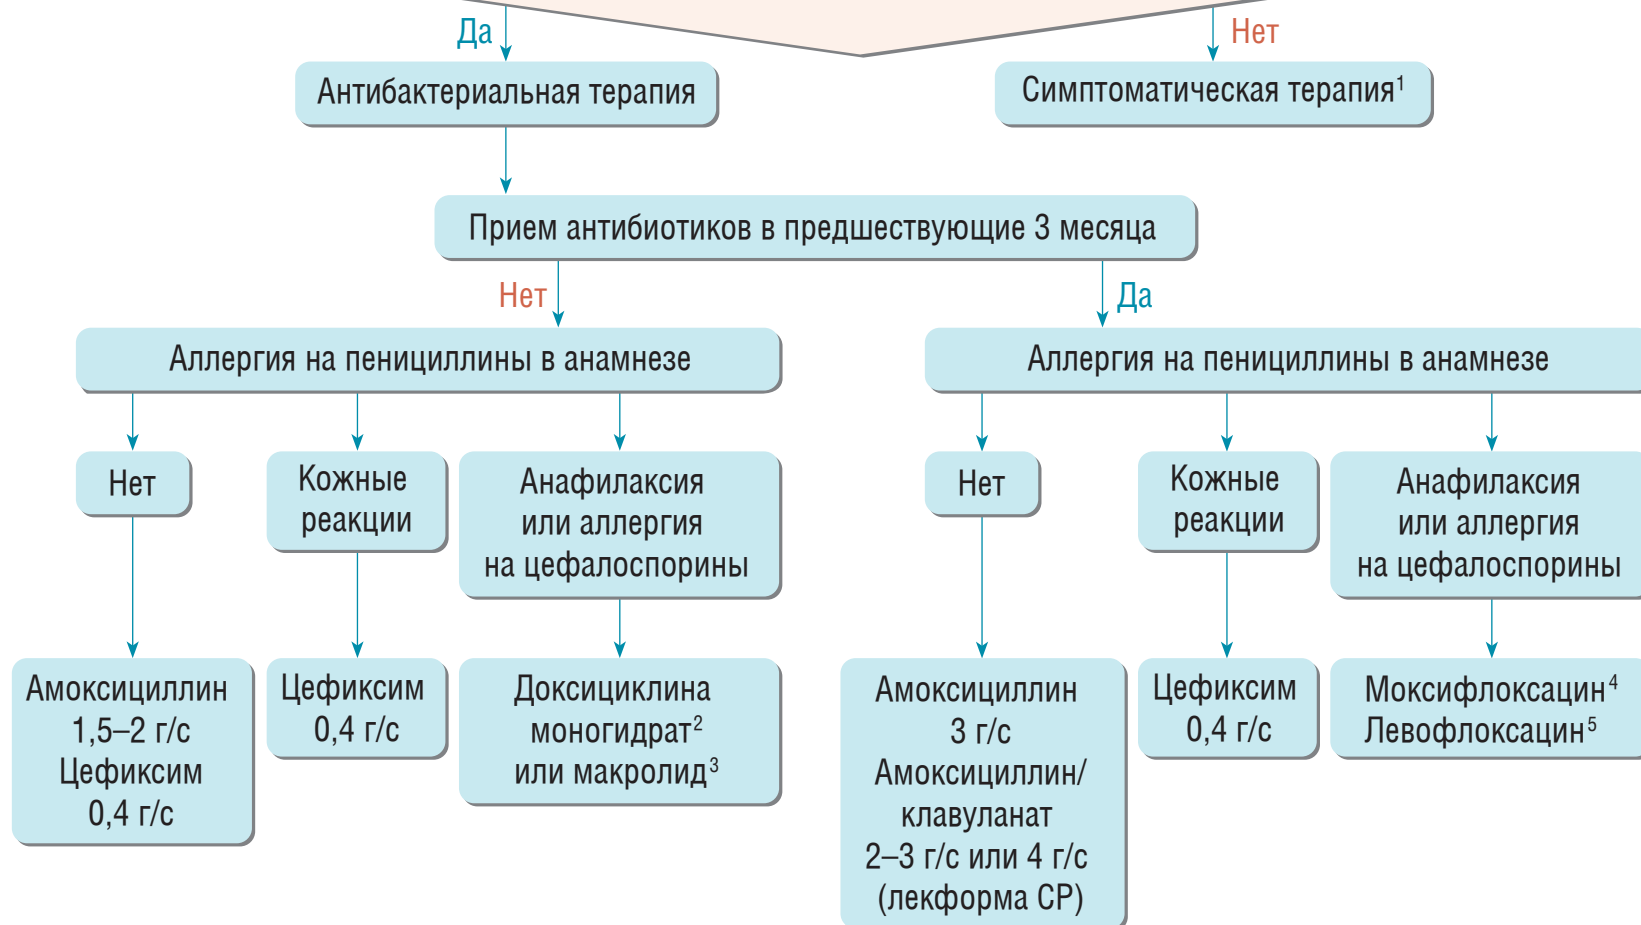 Да
Нет
Антибактериальная терапия
Симптоматическая терапия¹
Прием антибиотиков в предшествующие 3 месяца
Нет
Да
Аллергия на пенициллины в анамнезе
Аллергия на пенициллины в анамнезе
Нет
Кожные
реакции
Анафилаксия
или аллергия
на цефалоспорины
Нет
Кожные
реакции
Анафилаксия
или аллергия
на цефалоспорины
Амоксициллин
1,5–2 г/с
Цефиксим
0,4 г/с
Цефиксим
0,4 г/с
Доксициклина
моногидрат²
или макролид³
Амоксициллин
3 г/с
Амоксициллин/
клавуланат
2–3 г/с или 4 г/с
(лекформа СР)
Цефиксим
0,4 г/с
Моксифлоксацин⁴
Левофлоксацин⁵